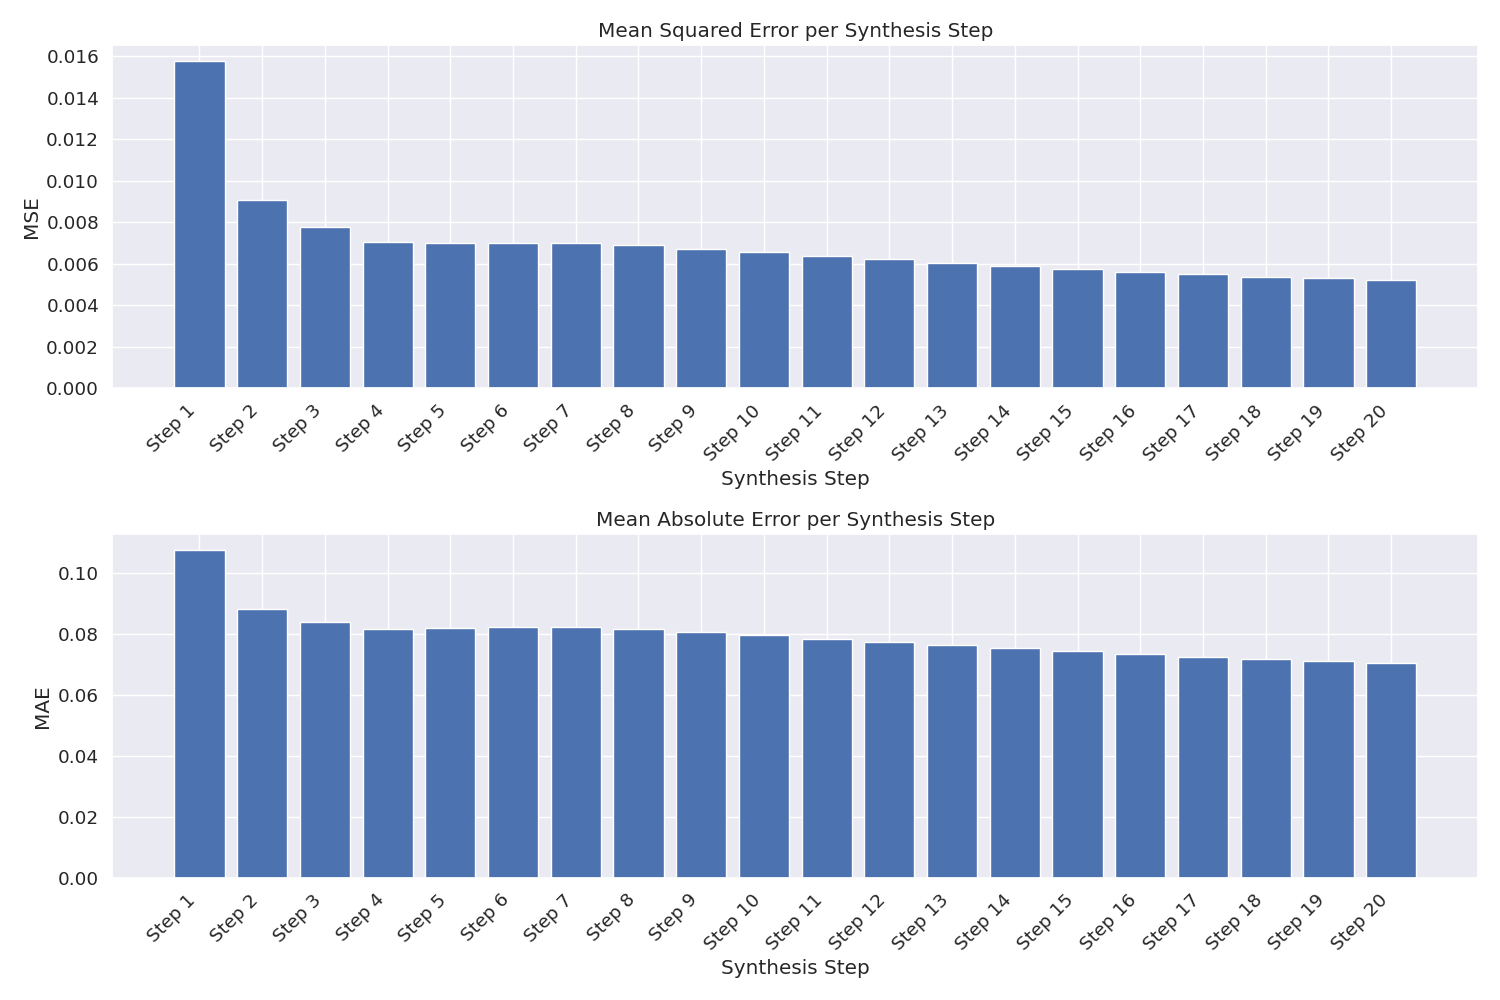 Mean Squared Error per Synthesis Step
0.016
0.014
0.012
0.010
0.008
0.006
0.004
0.002
0.000
MSE
Step 1 Step 2 Step 3 Step 4 Step 5 Step 6 Step 7 Step 8 Step 9 Step 10 Step 11 Step 12 Step 13 Step 14 Step 15 Step 16 Step 17 Step 18 Step 19 Step 20
Synthesis Step
Mean Absolute Error per Synthesis Step
0.10
0.08
0.06
0.04
0.02
0.00
MAE
Step 1 Step 2 Step 3 Step 4 Step 5 Step 6 Step 7 Step 8 Step 9 Step 10 Step 11 Step 12 Step 13 Step 14 Step 15 Step 16 Step 17 Step 18 Step 19 Step 20
Synthesis Step